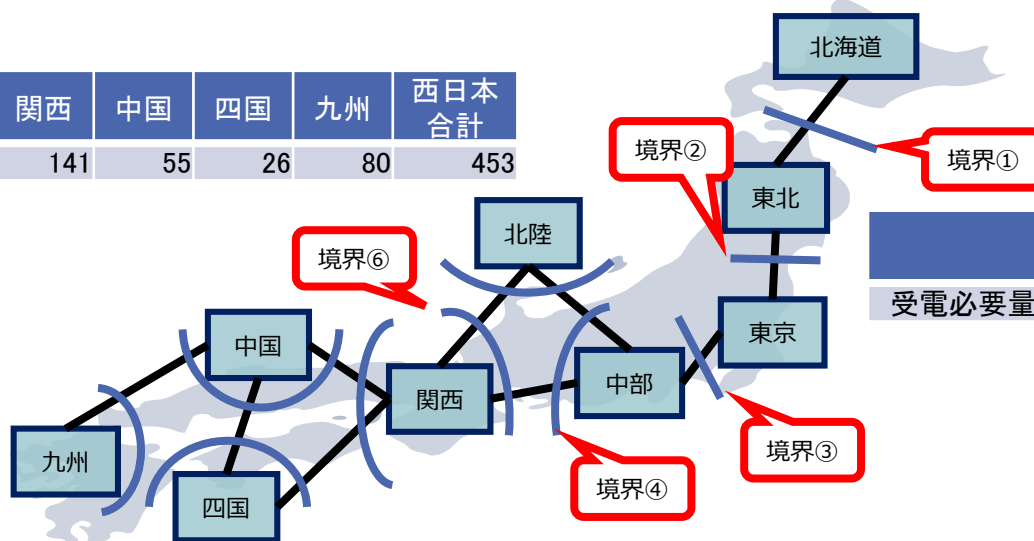 北海道
関西 中国 四国 九州 西日本
合計
141 55 26 80 453
境界②
境界①
東北
北陸
境界⑥
受電必要量
東京
中国
中部
関西
境界③
九州
境界④
四国